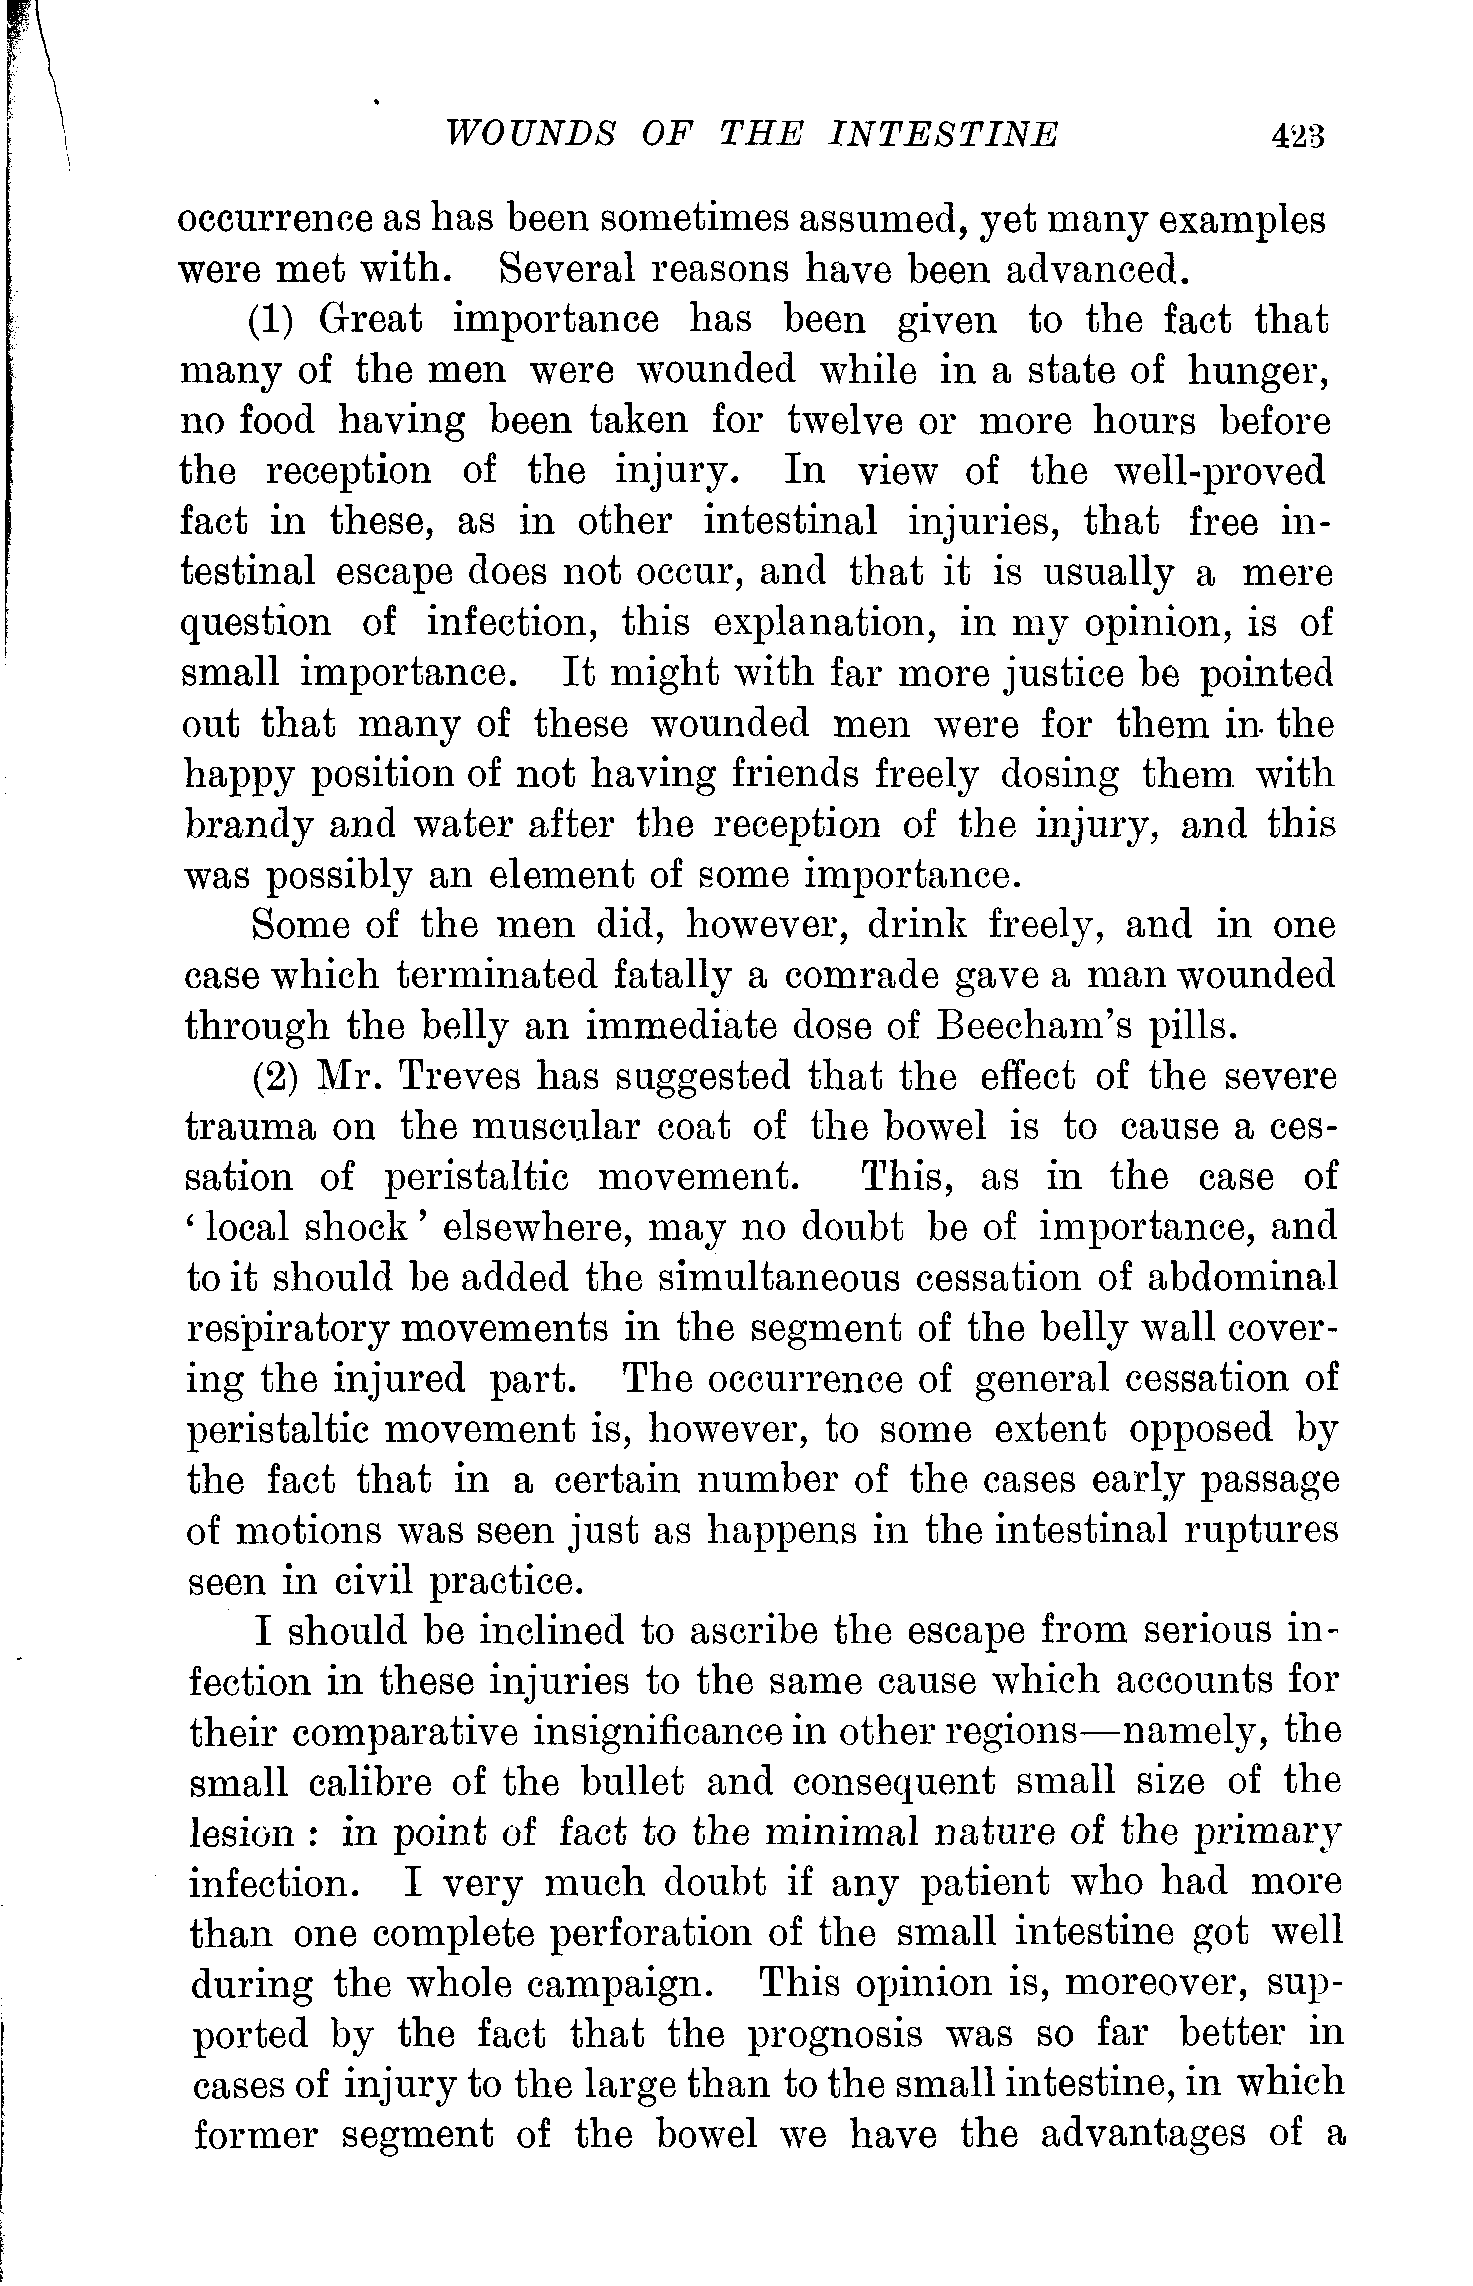 WOUNDS OF THE INTESTINE 423
occurrence as has been sometimes assumed, yet many examples
were met with. Several reasons have been advanced.
(1) Great importance has been given to the fact that
many of the men were wounded while in a state of hunger,
no food having been taken for twelve or more hours before
the reception of the injury. In view of the well-proved
fact in these, as in other intestinal injuries, that free in-
testinal escape does not occur, and that it is usually a mere
question of infection, this explanation, in my opinion, is of
small importance. It might with far more justice be pointed
out that many of these wounded men were for them in the
happy position of not having friends freely dosing them with
brandy and water after the reception of the injury, and this
was possibly an element of some importance.
Some of the men did, however, drink freely, and in one
case which terminated fatally a comrade gave a man wounded
through the belly an immediate dose of Beecham's pills.
(2) Mr. Treves has suggested that the effect of the severe
trauma on the muscular coat of the bowel is to cause a ces-
sation of peristaltic movement. This, as in the case of
‘ local shock ’ elsewhere, may no doubt be of importance, and
to it should be added the simultaneous cessation of abdominal
respiratory movements in the segment of the belly wall cover-
ing the injured part. The occurrence of general cessation of
peristaltic movement is, however, to some extent opposed by
the fact that in a certain number of the cases early passage
of motions was seen just as happens in the intestinal ruptures
seen in civil practice.
I should be inclined to ascribe the escape from serious in-
fection in these injuries to the same cause which accounts for
their comparative insignificance in other regions—namely, the
small calibre of the bullet and consequent small size of the
lesion : in point of fact to the minimal nature of the primary
infection. I very much doubt if any patient who had more
than one complete perforation of the small intestine got well
during the whole campaign. This opinion is, moreover, sup-
ported by the fact that the prognosis was so far better in
cases of injury to the large than to the small intestine, in which
former segment of the bowel we have the advantages of a